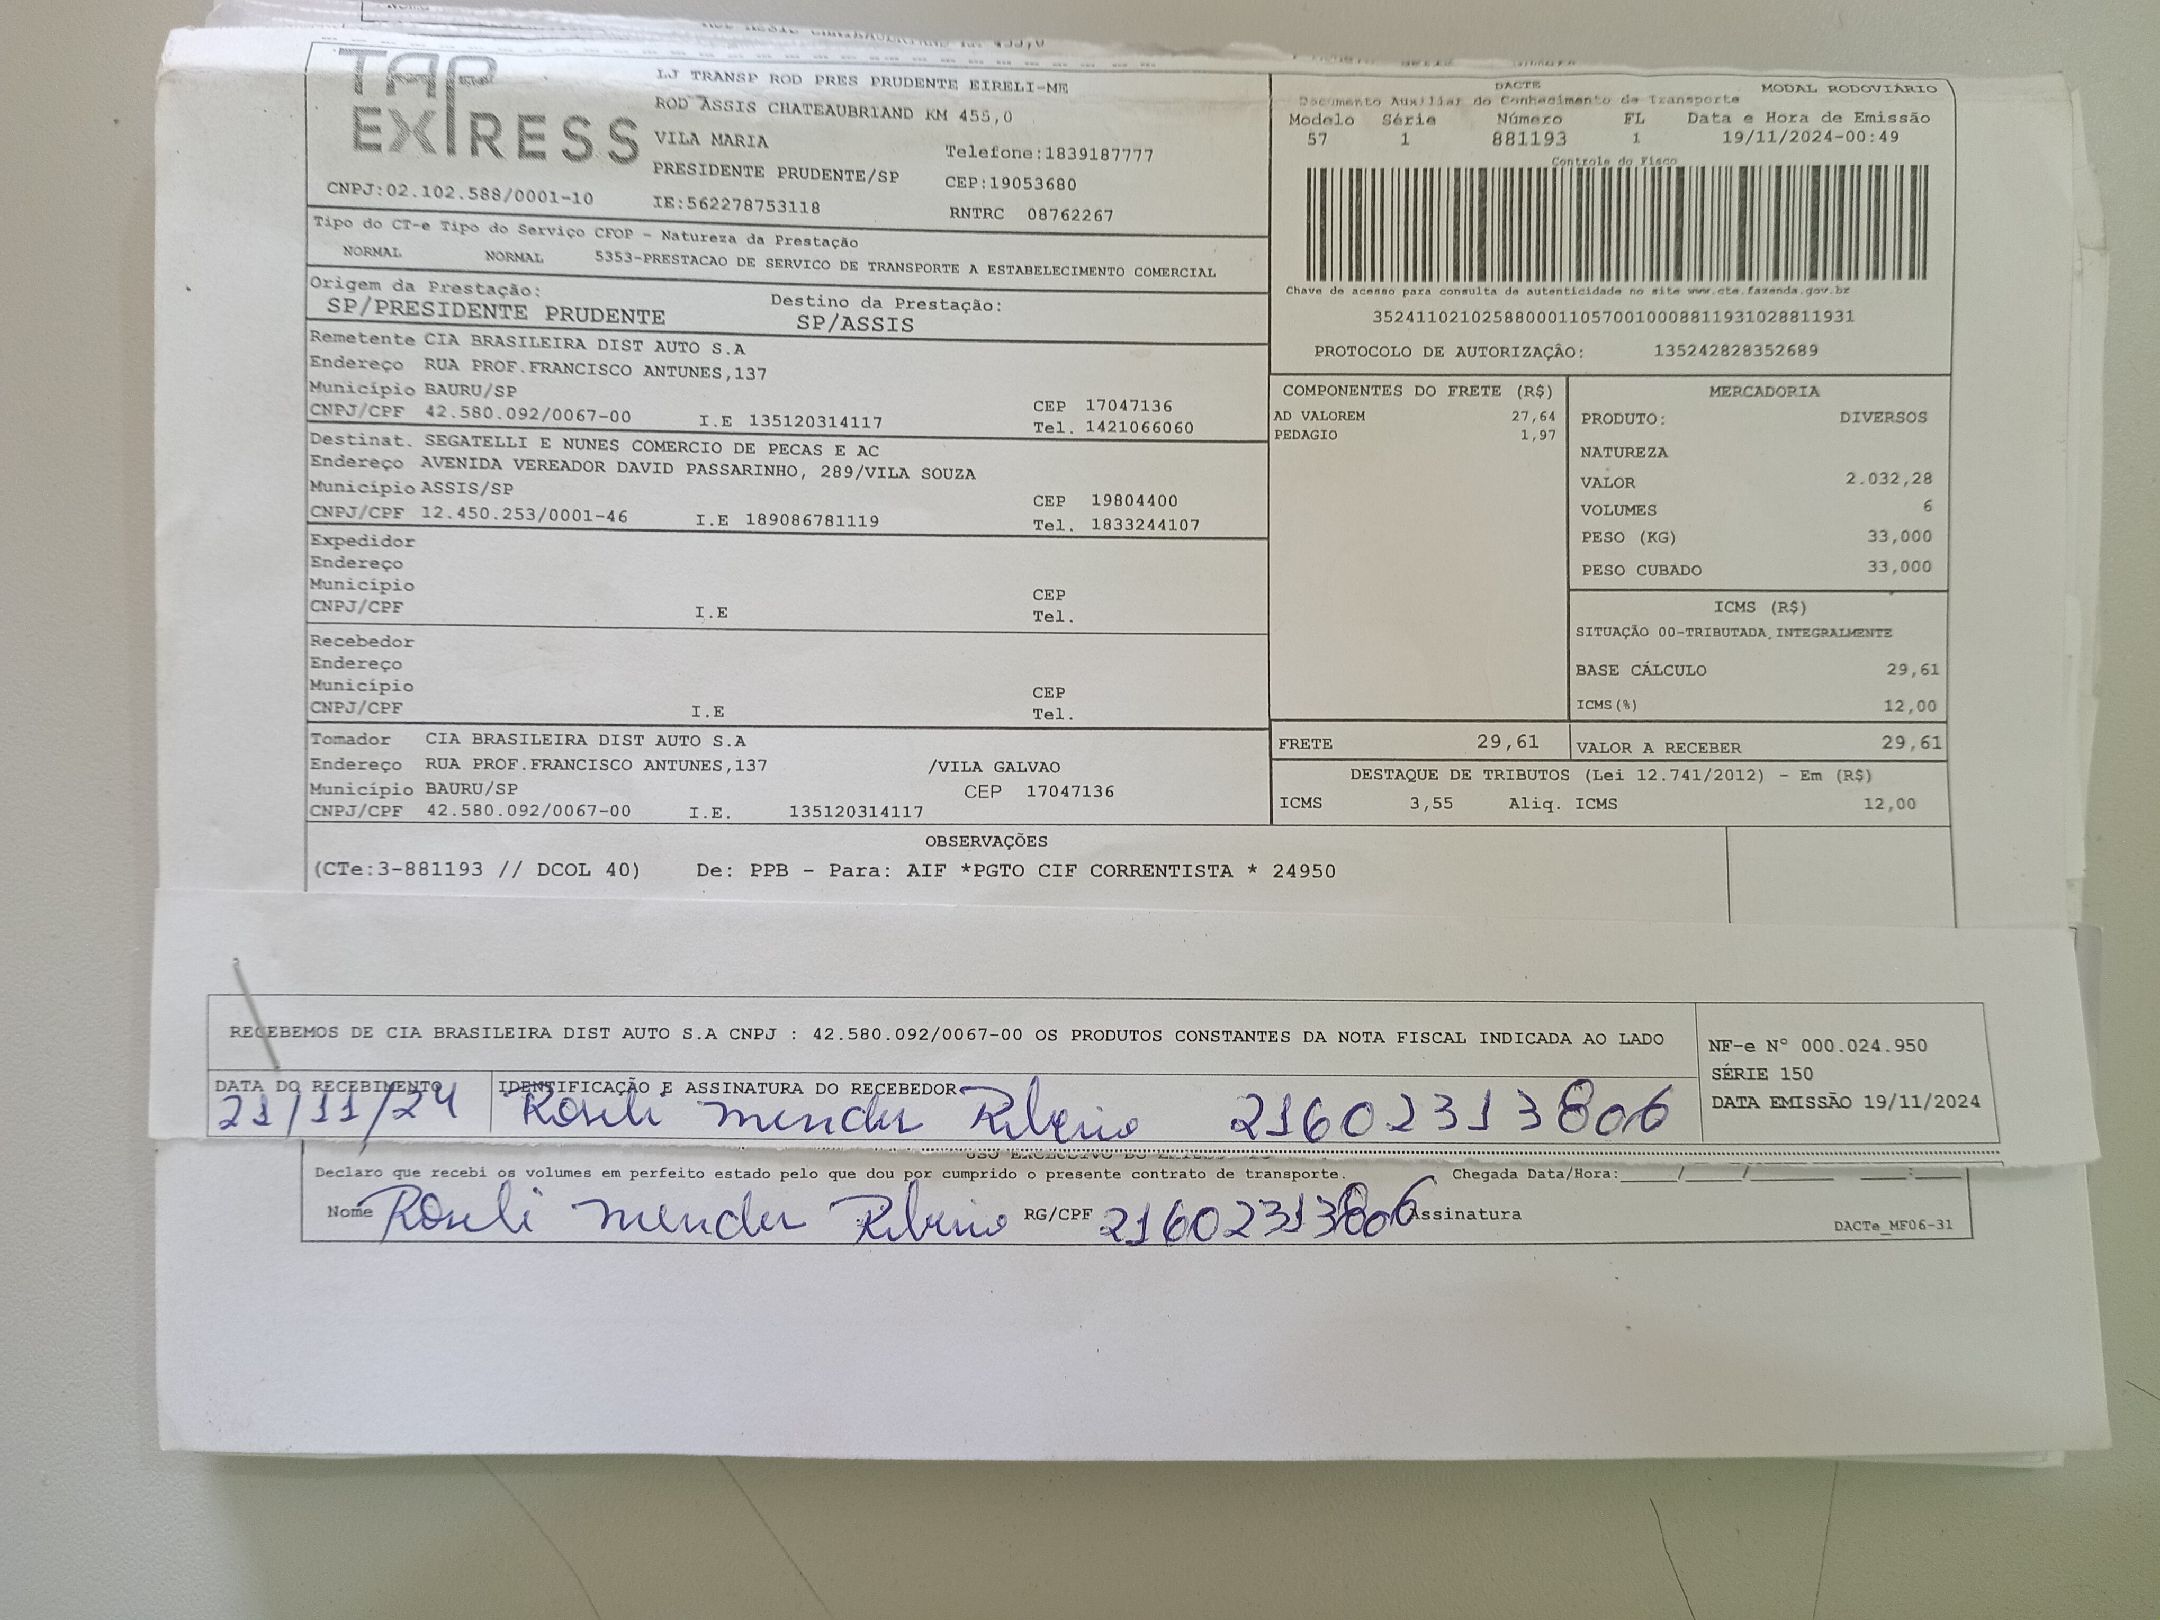 TAP
EXPRESS
CNPJ:02.102.588/0001-10
LJ TRANSP ROD PRES PRUDENTE EIRELI-ME
ROD ASSIS CHATEAUBRIAND KM 455,0
VILA MARIA
Telefone:1839187777
PRESIDENTE PRUDENTE/SP
CEP:19053680
IE:562278753118
RNTRC 08762267
DACTE
MODAL RODOVIÁRIO
Documento Auxiliar do Conhecimento de Transporte
Modelo Série Número FL Data e Hora de Emissão
57 1 881193 1 19/11/2024-00:49
Controle do Fisco
Chave de acesso para consulta de autenticidade no site www.cte.fazenda.gov.br
35241102102588000110570010008811931028811931
PROTOCOLO DE AUTORIZAÇÃO: 135242828352689
Tipo do CT-e Tipo do Serviço CFOP - Natureza da Prestação
NORMAL NORMAL 5353-PRESTACAO DE SERVICO DE TRANSPORTE A ESTABELECIMENTO COMERCIAL
Origem da Prestação: Destino da Prestação:
SP/PRESIDENTE PRUDENTE SP/ASSIS
Remetente CIA BRASILEIRA DIST AUTO S.A
Endereço RUA PROF.FRANCISCO ANTUNES,137
Município BAURU/SP CEP 17047136
CNPJ/CPF 42.580.092/0067-00 I.E 135120314117 Tel. 1421066060
Destinat. SEGATELLI E NUNES COMERCIO DE PECAS E AC
Endereço AVENIDA VEREADOR DAVID PASSARINHO, 289/VILA SOUZA
Município ASSIS/SP CEP 19804400
CNPJ/CPF 12.450.253/0001-46 I.E 189086781119 Tel. 1833244107
Expedidor
Endereço
Município CEP
CNPJ/CPF I.E Tel.
Recebedor
Endereço
Município CEP
CNPJ/CPF I.E Tel.
Tomador CIA BRASILEIRA DIST AUTO S.A
Endereço RUA PROF.FRANCISCO ANTUNES,137 /VILA GALVAO
Município BAURU/SP CEP 17047136
CNPJ/CPF 42.580.092/0067-00 I.E. 135120314117
COMPONENTES DO FRETE (R$)
AD VALOREM 27,64
PEDAGIO 1,97
MERCADORIA
PRODUTO: DIVERSOS
NATUREZA
VALOR 2.032,28
VOLUMES 6
PESO (KG) 33,000
PESO CUBADO 33,000
ICMS (R$)
SITUAÇÃO 00-TRIBUTADA INTEGRALMENTE
BASE CÁLCULO 29,61
ICMS(%) 12,00
FRETE 29,61 VALOR A RECEBER 29,61
DESTAQUE DE TRIBUTOS (Lei 12.741/2012) - Em (R$)
ICMS 3,55 Aliq. ICMS 12,00
OBSERVAÇÕES
(CTe:3-881193 // DCOL 40) De: PPB - Para: AIF *PGTO CIF CORRENTISTA * 24950
RECEBEMOS DE CIA BRASILEIRA DIST AUTO S.A CNPJ : 42.580.092/0067-00 OS PRODUTOS CONSTANTES DA NOTA FISCAL INDICADA AO LADO
NF-e Nº 000.024.950
SÉRIE 150
DATA EMISSÃO 19/11/2024
DATA DO RECEBIMENTO IDENTIFICAÇÃO E ASSINATURA DO RECEBEDOR
21/11/24 Roseli Mendes Ribeiro 21602313806
Declaro que recebi os volumes em perfeito estado pelo que dou por cumprido o presente contrato de transporte. Chegada Data/Hora:____/____/____ ____:____
Nome Roseli Mendes Ribeiro RG/CPF 21602313806 Assinatura
DACTe_MF06-31